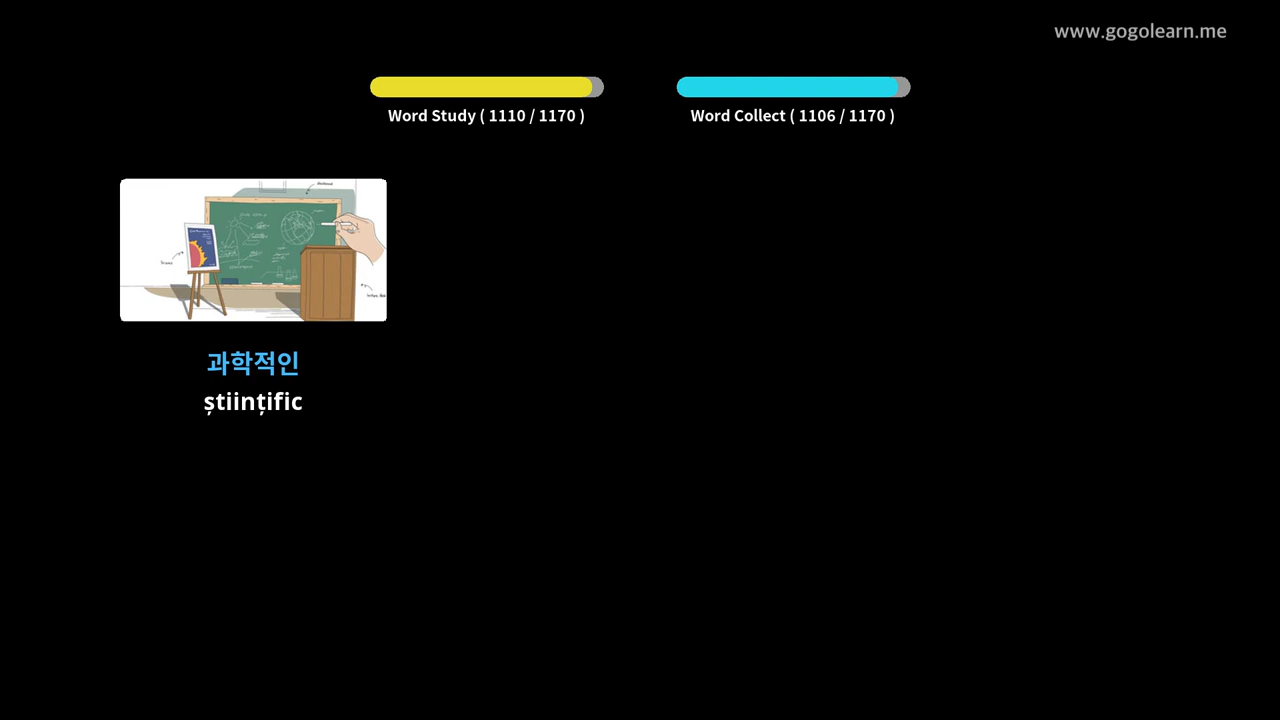 www.gogolearn.me
Word Study ( 1110 / 1170 )
Word Collect ( 1106 / 1170 )
과학적인
științific